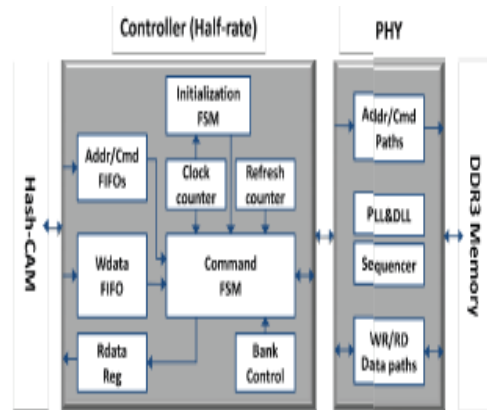 Controller (Half-rate)
PHY
Hash-CAM
Initialization
FSM
Addr/Cmd
FIFOs
Clock
counter
Refresh
counter
Wdata
FIFO
Command
FSM
Rdata
Reg
Bank
Control
Addr/Cmd
Paths
PLL&DLL
Sequencer
WR/RD
Data paths
DDR3 Memory